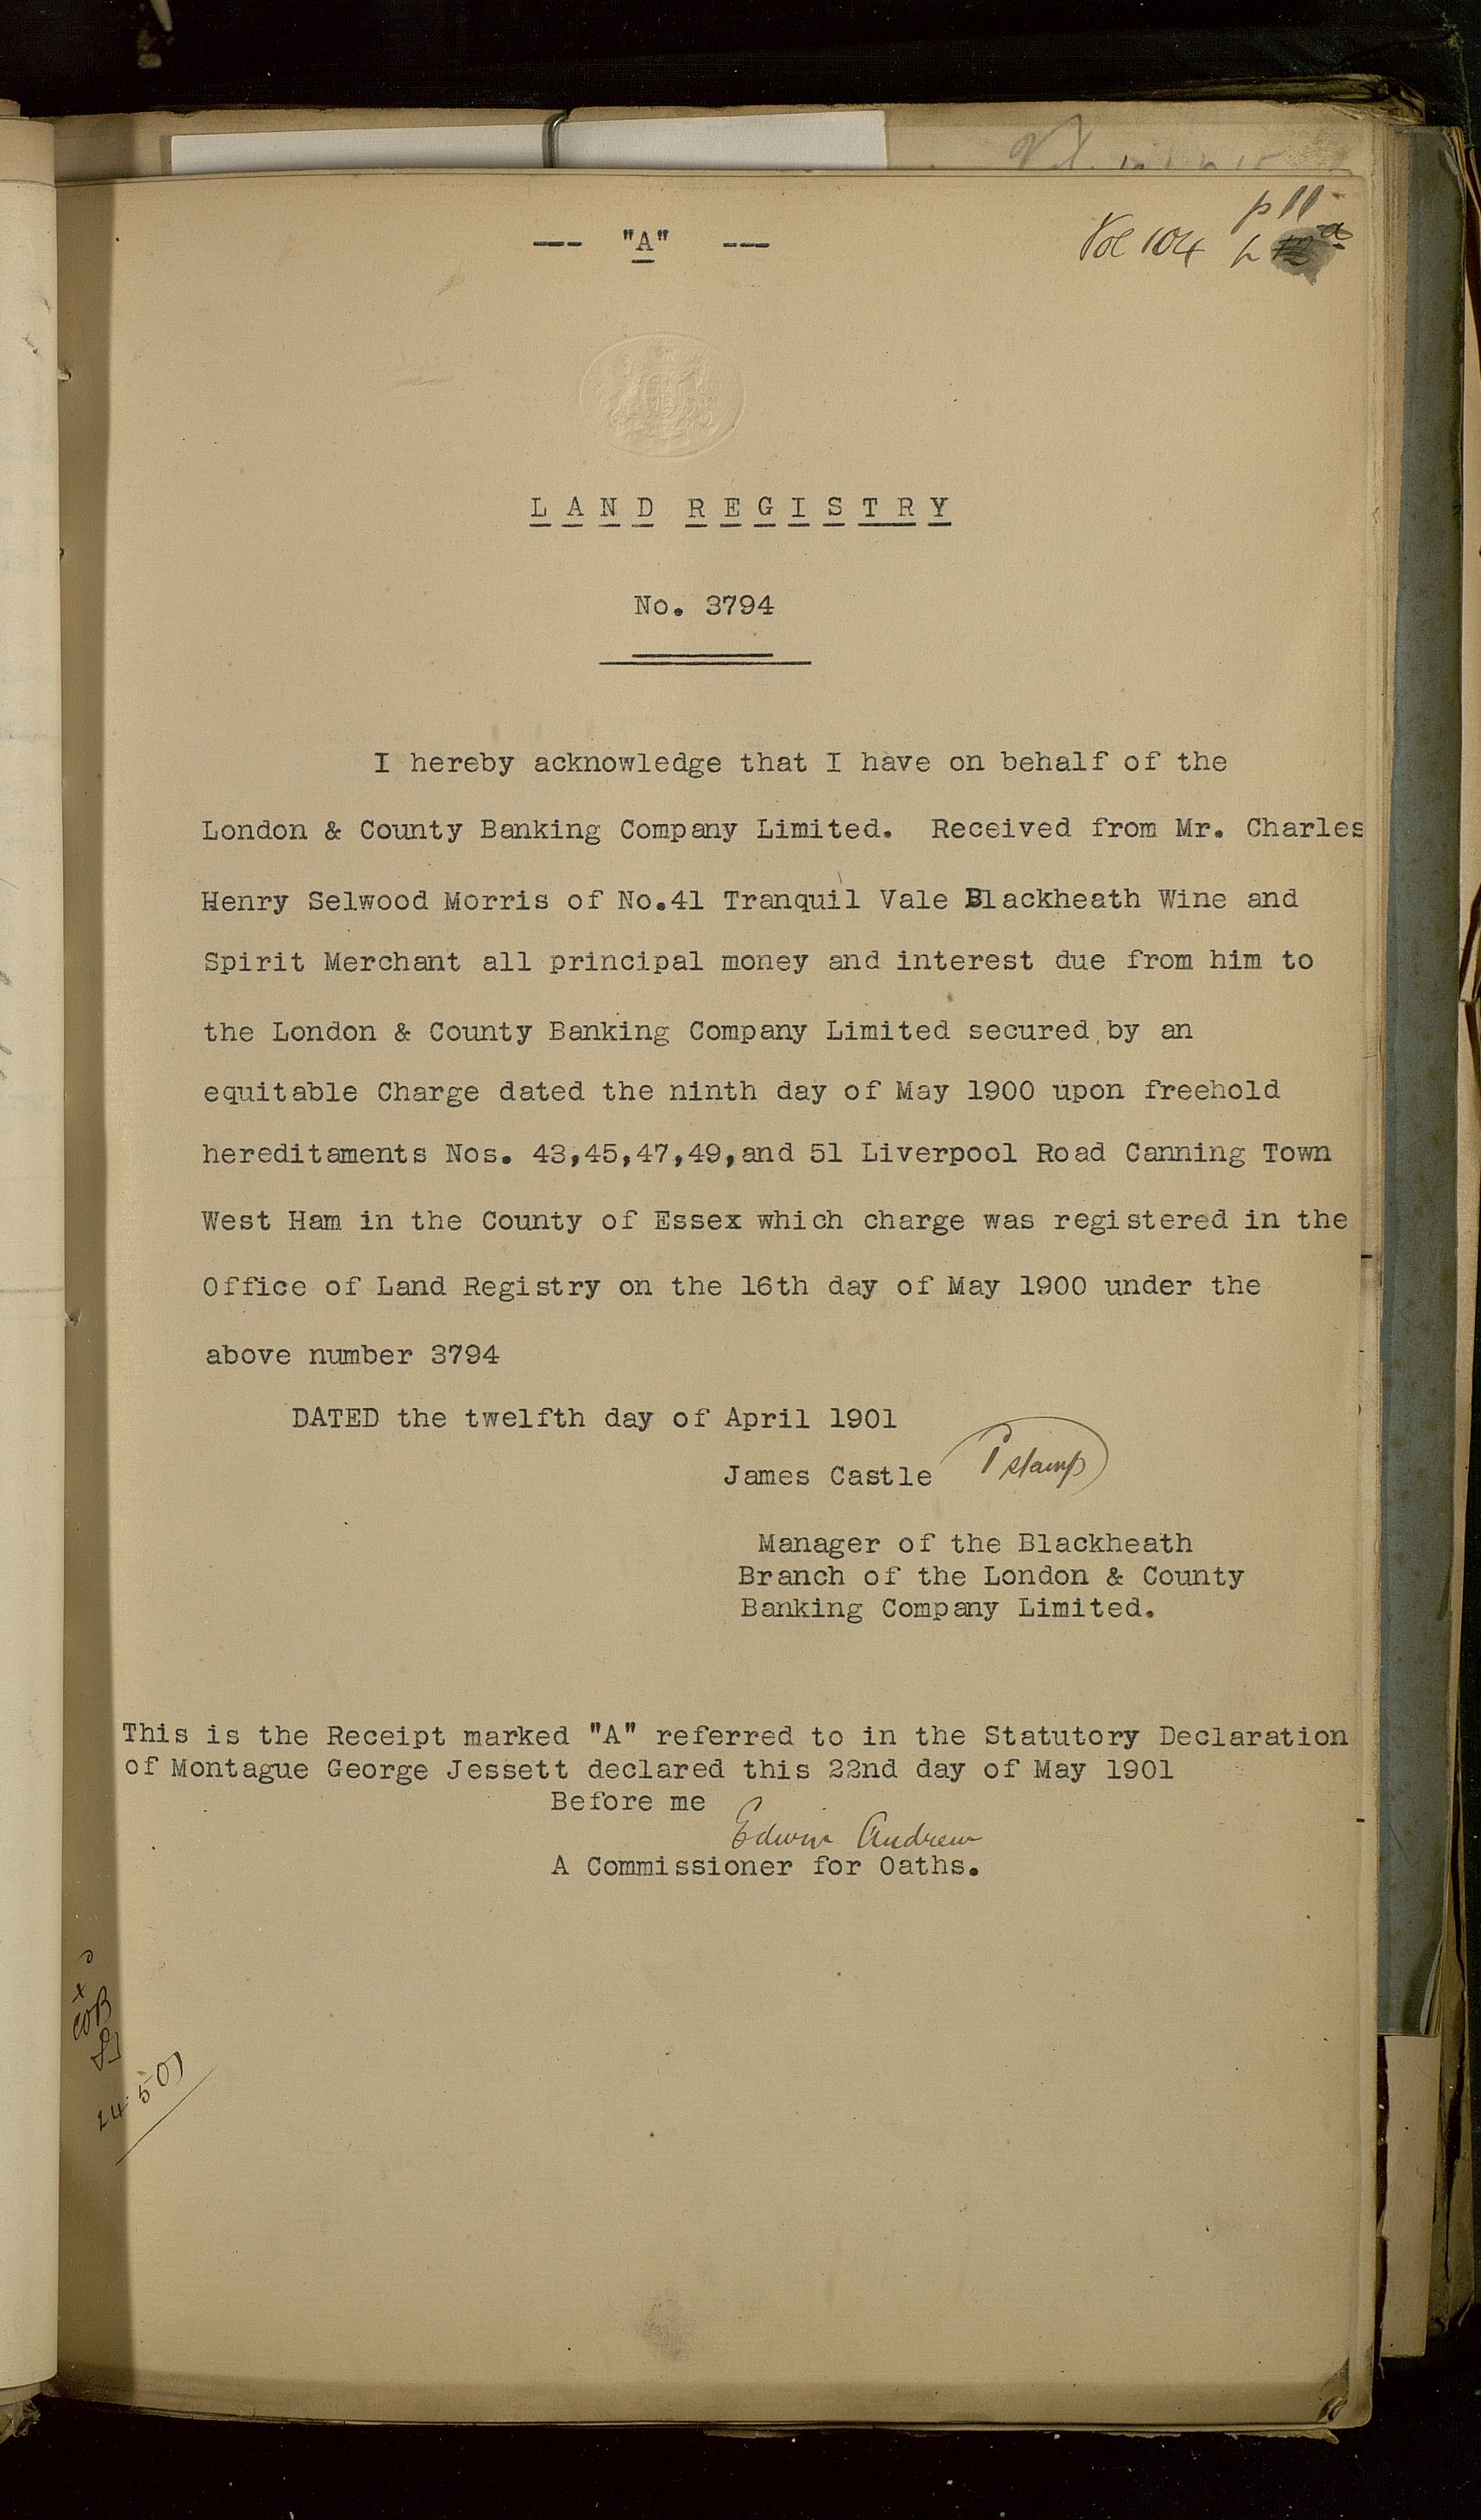 p 11
--- "A" ---
Vol 104
LAND REGISTRY
No. 3794
I hereby acknowledge that I have on behalf of the
London & County Banking Company Limited. Received from Mr. Charles
Henry Selwood Morris of No.41 Tranquil Vale Blackheath Wine and
Spirit Merchant all principal money and interest due from him to
the London & County Banking Company Limited secured by an
equitable Charge dated the ninth day of May 1900 upon freehold
hereditaments Nos. 43,45,47,49,and 51 Liverpool Road Canning Town
West Ham in the County of Essex which charge was registered in the
Office of Land Registry on the 16th day of May 1900 under the
above number 3794
DATED the twelfth day of April 1901
James Castle stamp
Manager of the Blackheath
Branch of the London & County
Banking Company Limited.
This is the Receipt marked "A" referred to in the Statutory Declaration
of Montague George Jessett declared this 22nd day of May 1901
Before me
Edwin Andrew
A Commissioner for Oaths.
24 5 01